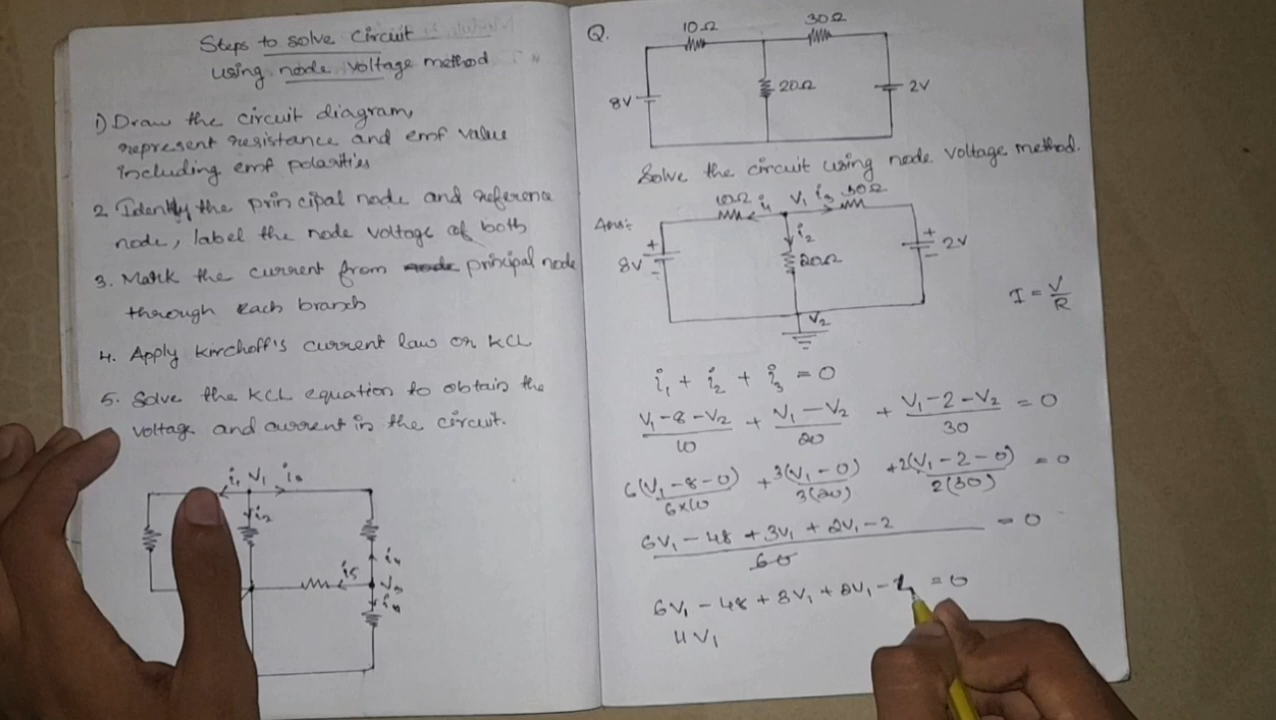 Steps to solve circuit
using node voltage method
1) Draw the circuit diagram,
represent resistance and emf value
including emf polarities
2. Identify the principal node and reference
node, label the node voltage of both
3. Mark the current from principal node
through each branch
4. Apply kirchoff's current law or KCL
5. Solve the KCL equation to obtain the
voltage and current in the circuit.
i₁ V₁ i₃
i₂
i₄
i₅
Q.
10Ω 30Ω
8V 20Ω 2V
Solve the circuit using node voltage method.
Ans:
10Ω i₁ V₁ i₃ 30Ω
i₂
8V + - 20Ω + - 2V
V₂
I = V/R
i₁ + i₂ + i₃ = 0
(V₁-8-V₂)/10 + (V₁-V₂)/20 + (V₁-2-V₂)/30 = 0
6(V₁-8-0)/6×10 + 3(V₁-0)/3(20) + 2(V₁-2-0)/2(30) = 0
(6V₁ - 48 + 3V₁ + 2V₁ - 2)/60 = 0
6V₁ - 48 + 3V₁ + 2V₁ - 4 = 0
11V₁